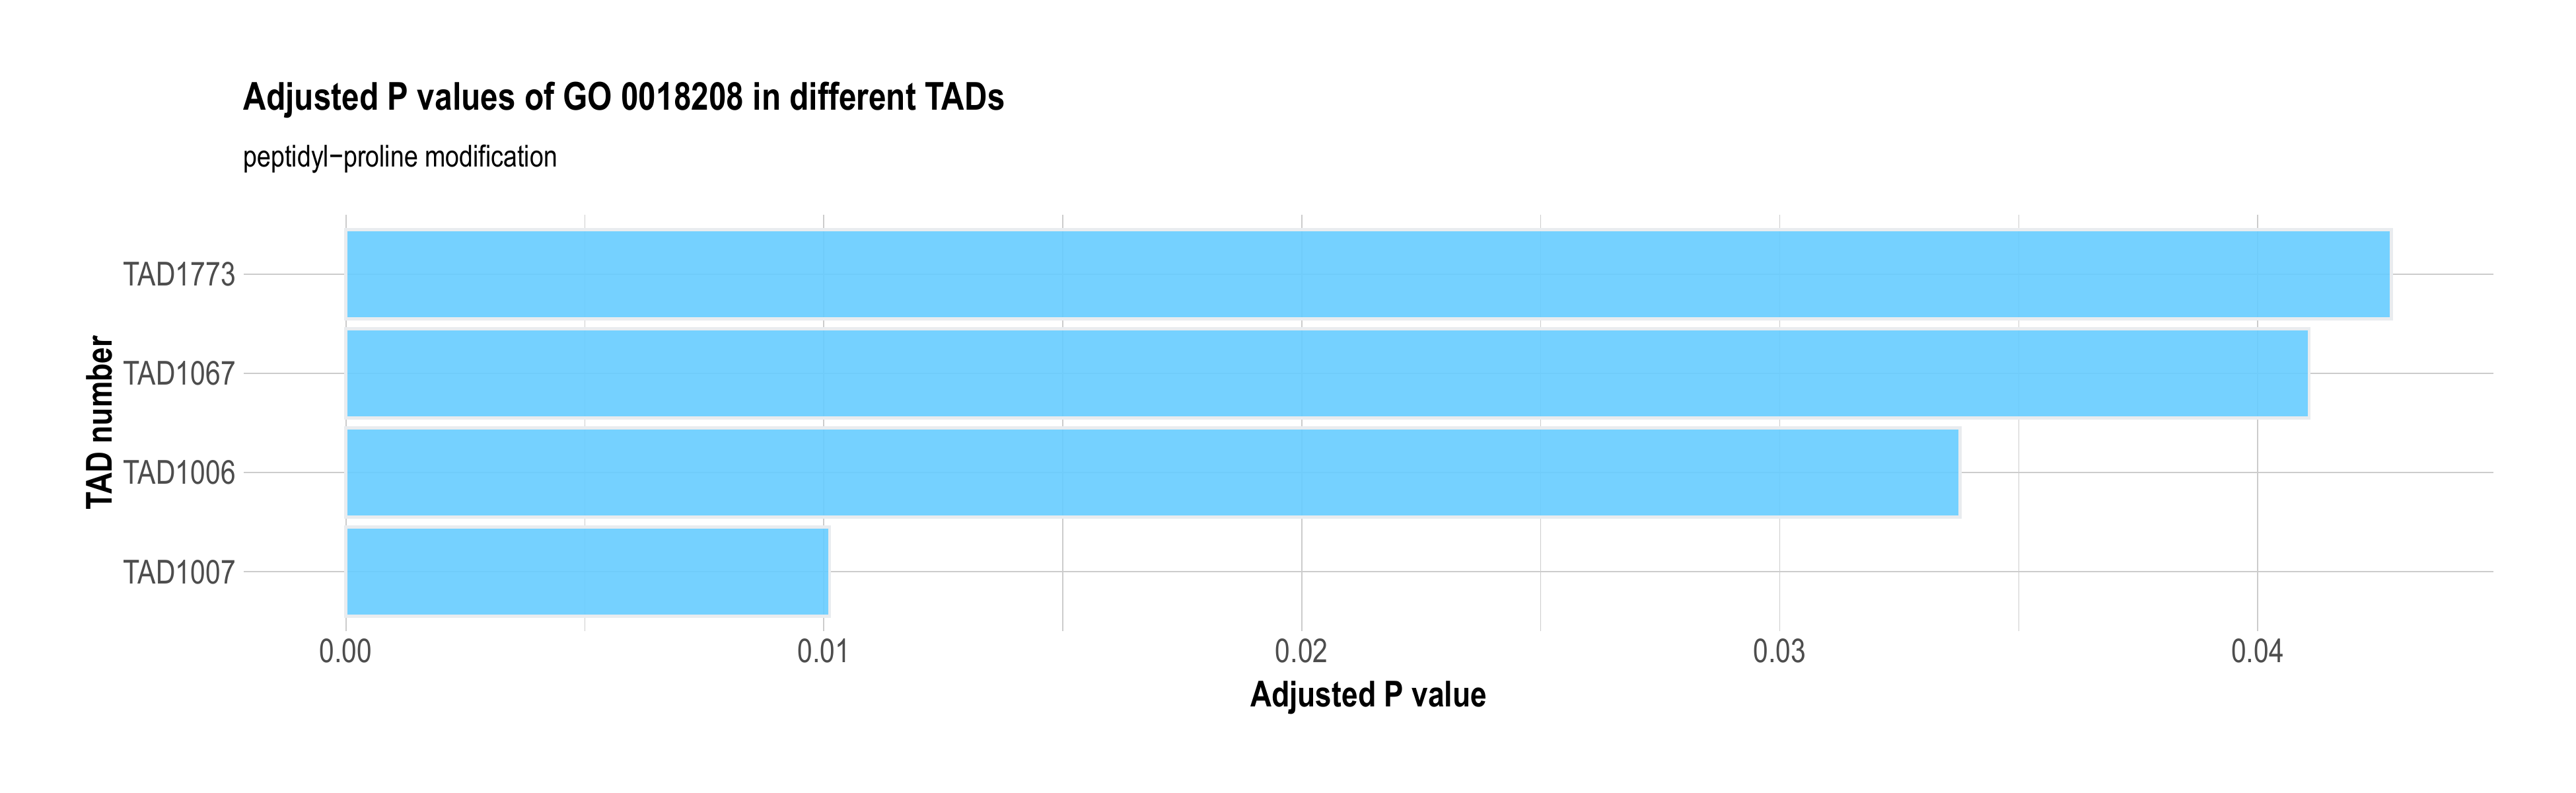 Adjusted P values of GO 0018208 in different TADs
peptidyl−proline modification
TAD number
TAD1773
TAD1067
TAD1006
TAD1007
0.00 0.01 0.02 0.03 0.04
Adjusted P value